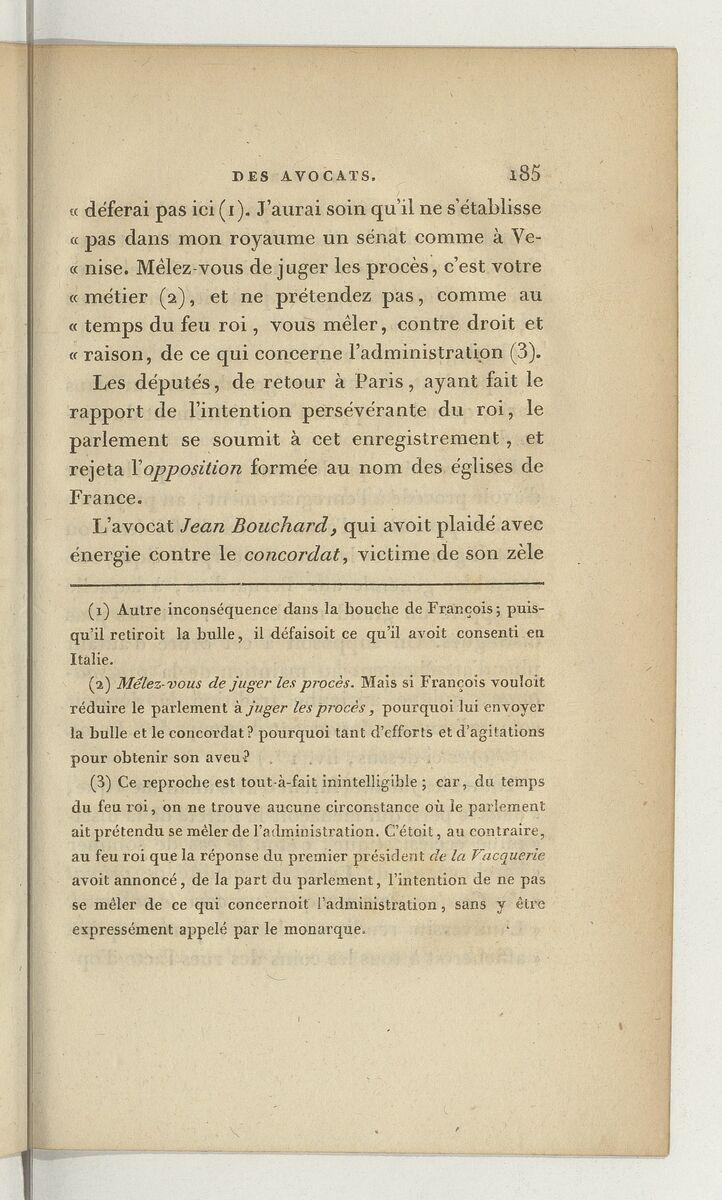 DES AVOCATS. 185
« déferai pas ici (1). J'aurai soin qu'il ne s'établisse
« pas dans mon royaume un sénat comme à Ve-
« nise. Mêlez-vous de juger les procès, c'est votre
« métier (2), et ne prétendez pas, comme au
« temps du feu roi, vous mêler, contre droit et
« raison, de ce qui concerne l'administration (3).
Les députés, de retour à Paris, ayant fait le
rapport de l'intention persévérante du roi, le
parlement se soumit à cet enregistrement, et
rejeta l'opposition formée au nom des églises de
France.
L'avocat Jean Bouchard, qui avoit plaidé avec
énergie contre le concordat, victime de son zèle
(1) Autre inconséquence dans la bouche de François; puis-
qu'il retiroit la bulle, il défaisoit ce qu'il avoit consenti en
Italie.
(2) Mêlez-vous de juger les procès. Mais si François vouloit
réduire le parlement à juger les procès, pourquoi lui envoyer
la bulle et le concordat? pourquoi tant d'efforts et d'agitations
pour obtenir son aveu?
(3) Ce reproche est tout-à-fait inintelligible; car, du temps
du feu roi, on ne trouve aucune circonstance où le parlement
ait prétendu se mêler de l'administration. C'étoit, au contraire,
au feu roi que la réponse du premier président de la Vacquerie
avoit annoncé, de la part du parlement, l'intention de ne pas
se mêler de ce qui concernoit l'administration, sans y être
expressément appelé par le monarque.